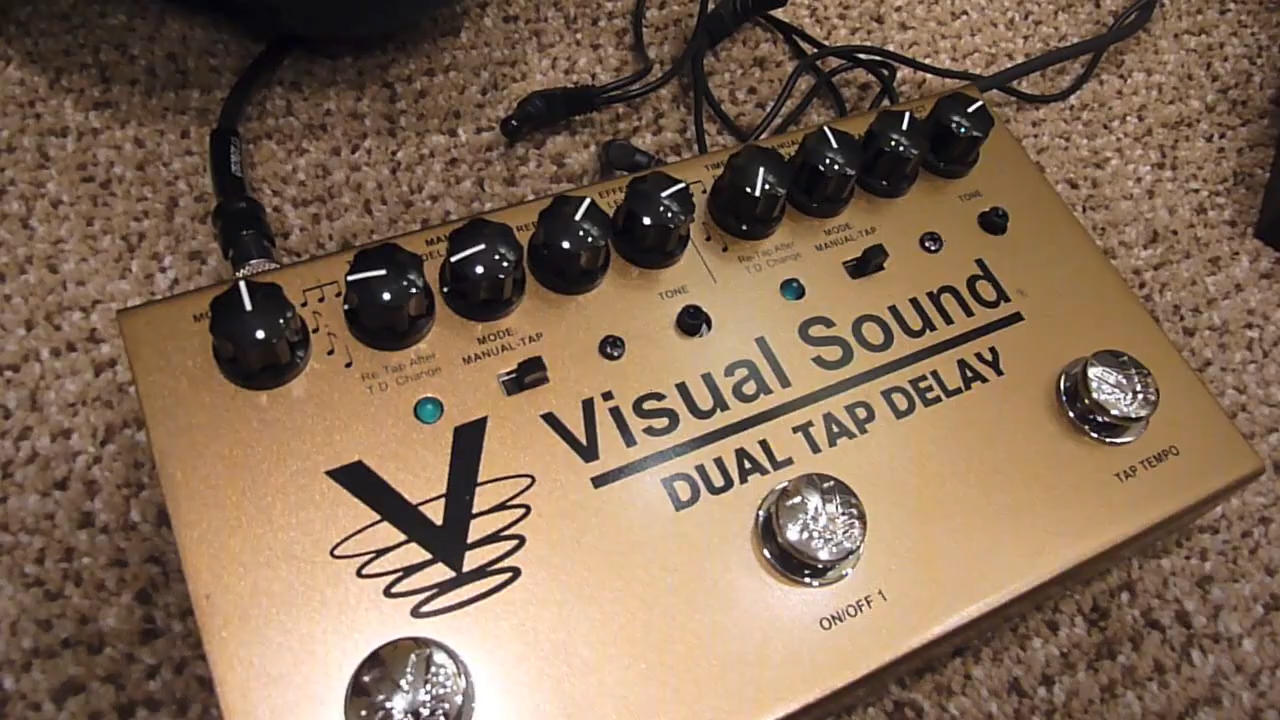 TIME
TONE
MODE:
MANUAL-TAP
Re-Tap After
T.D. Change
TONE
MODE:
MANUAL-TAP
Re-Tap After
T.D. Change
V
Visual Sound®
DUAL TAP DELAY
TAP TEMPO
ON/OFF 1